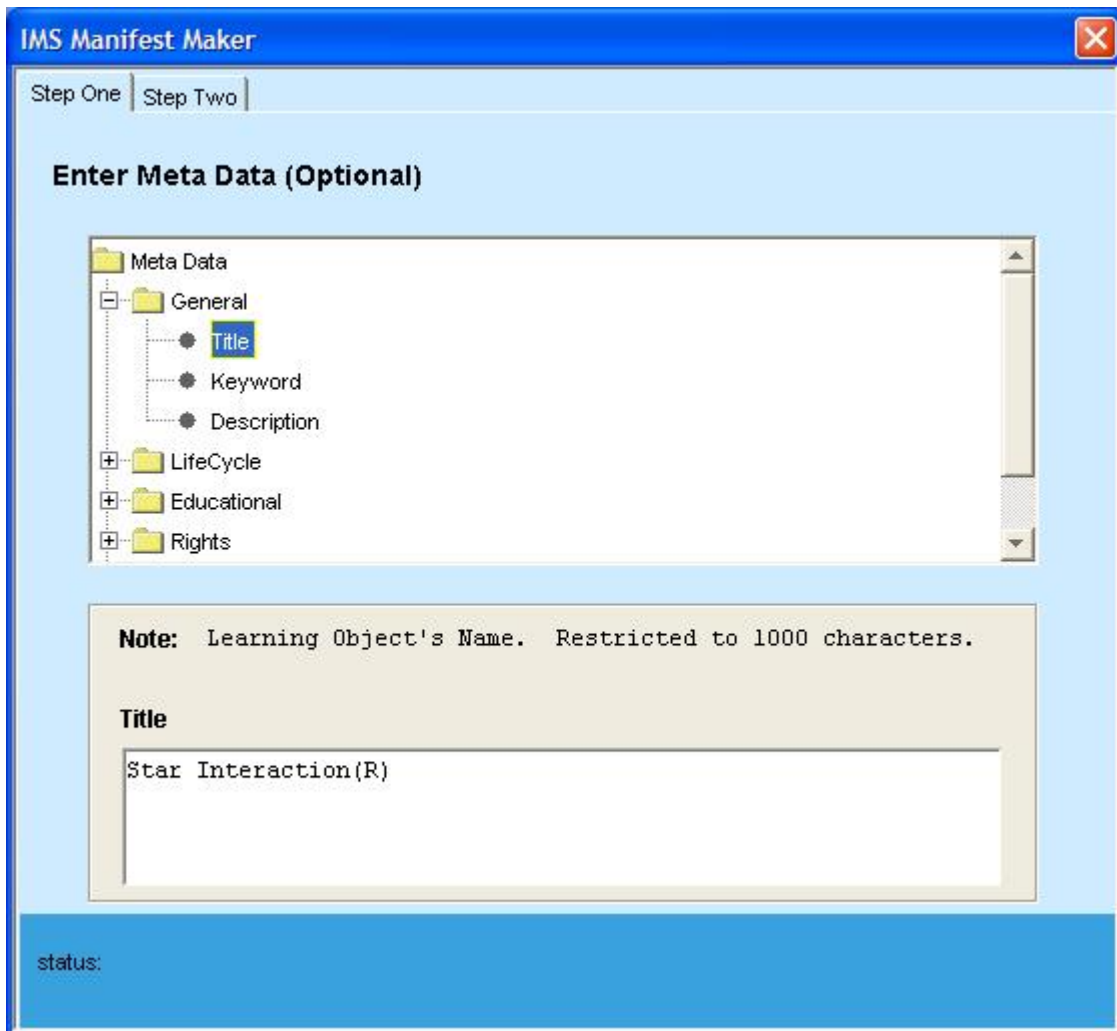 IMS Manifest Maker
Step One Step Two
Enter Meta Data (Optional)
Meta Data
General
Title
Keyword
Description
LifeCycle
Educational
Rights
Note: Learning Object's Name. Restricted to 1000 characters.
Title
Star Interaction(R)
status: